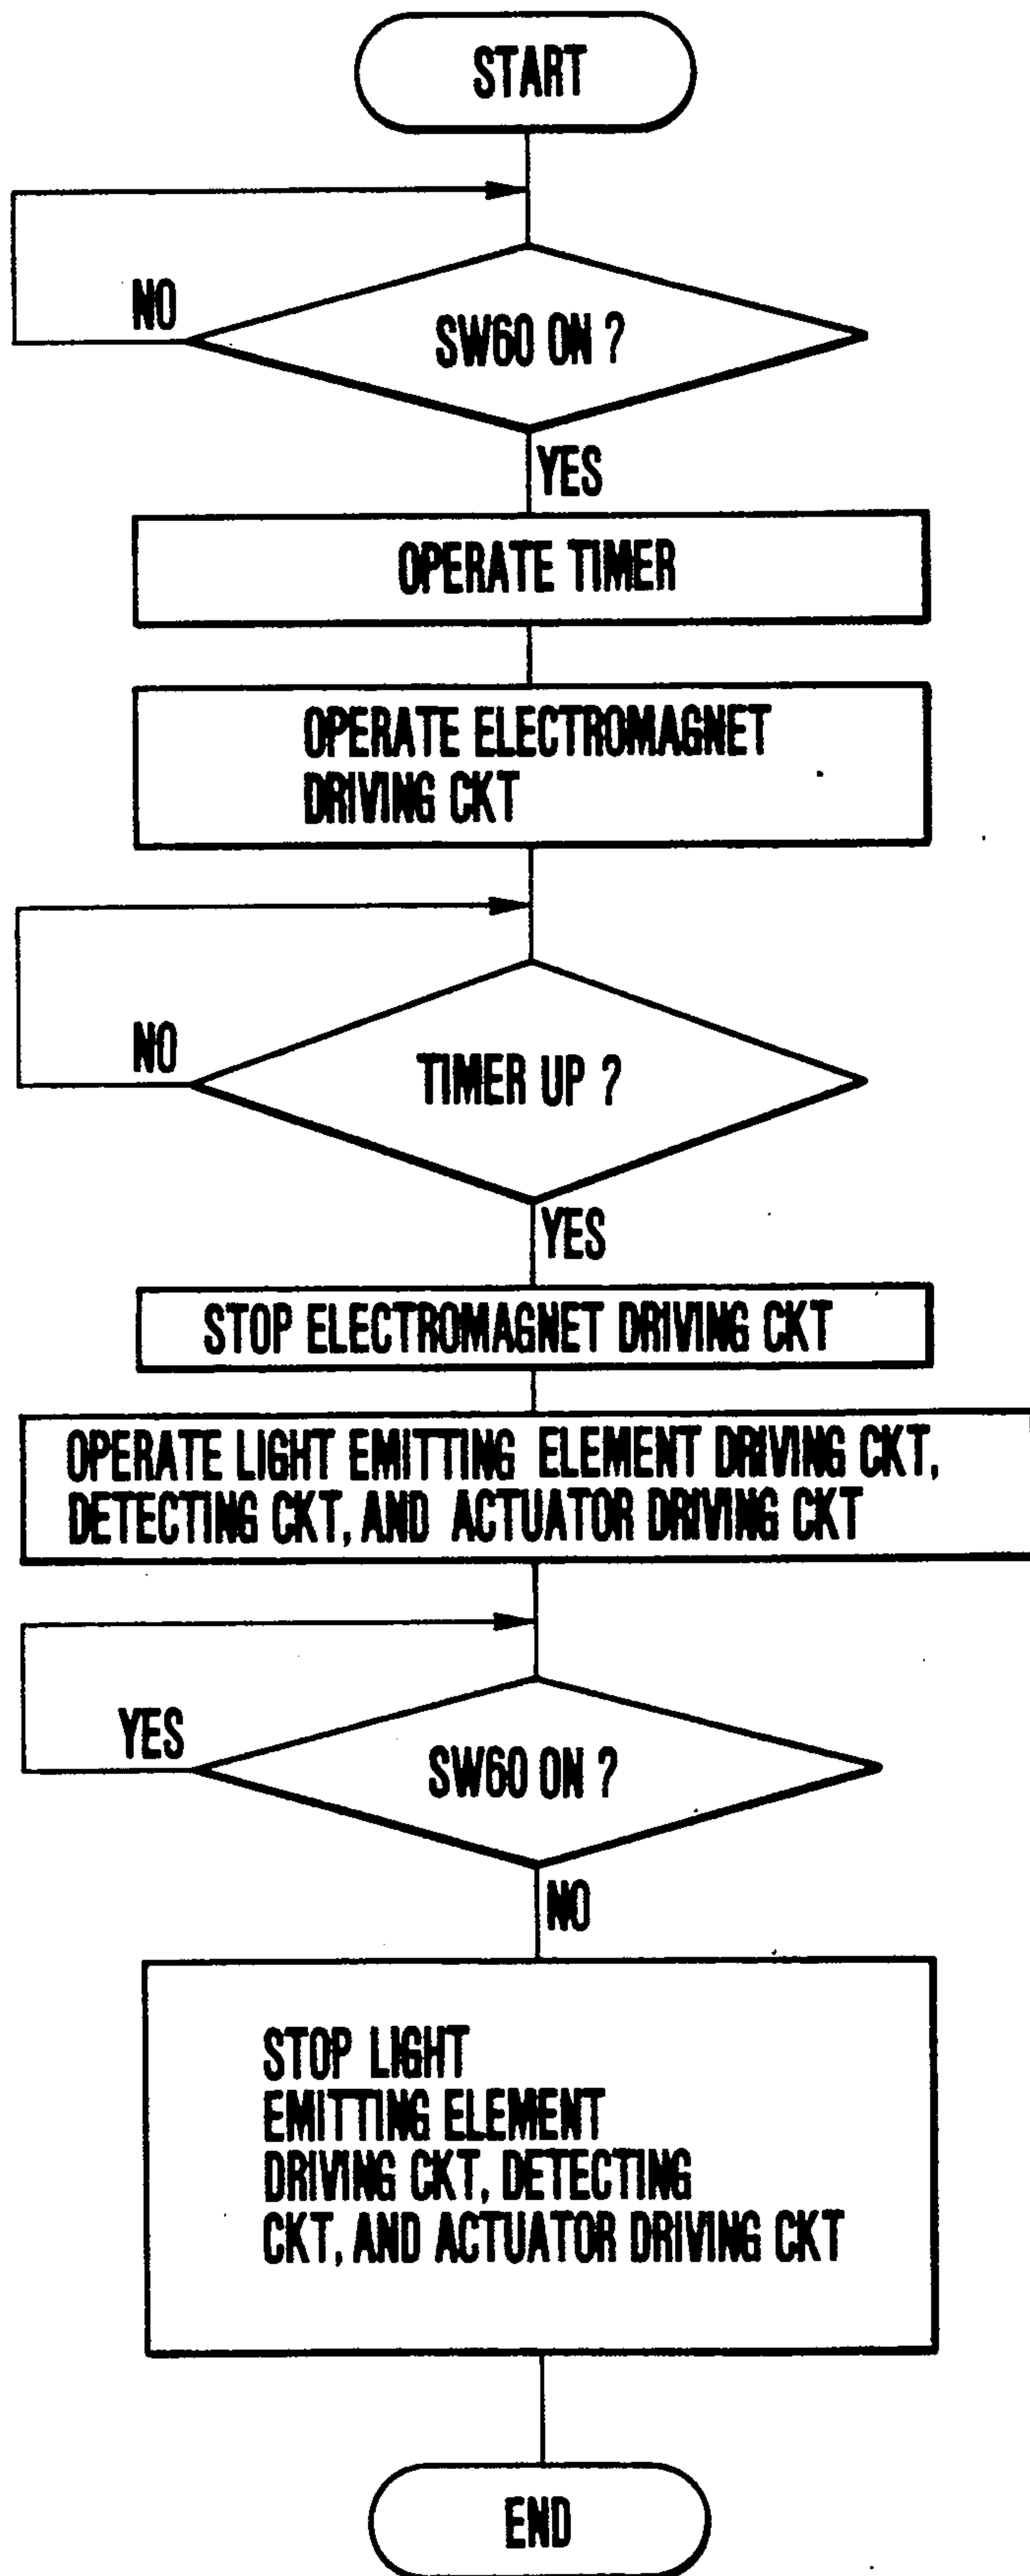 START
NO
SW60 ON ?
YES
OPERATE TIMER
OPERATE ELECTROMAGNET
DRIVING CKT
NO
TIMER UP ?
YES
STOP ELECTROMAGNET DRIVING CKT
OPERATE LIGHT EMITTING ELEMENT DRIVING CKT,
DETECTING CKT, AND ACTUATOR DRIVING CKT
YES
SW60 ON ?
NO
STOP LIGHT
EMITTING ELEMENT
DRIVING CKT, DETECTING
CKT, AND ACTUATOR DRIVING CKT
END